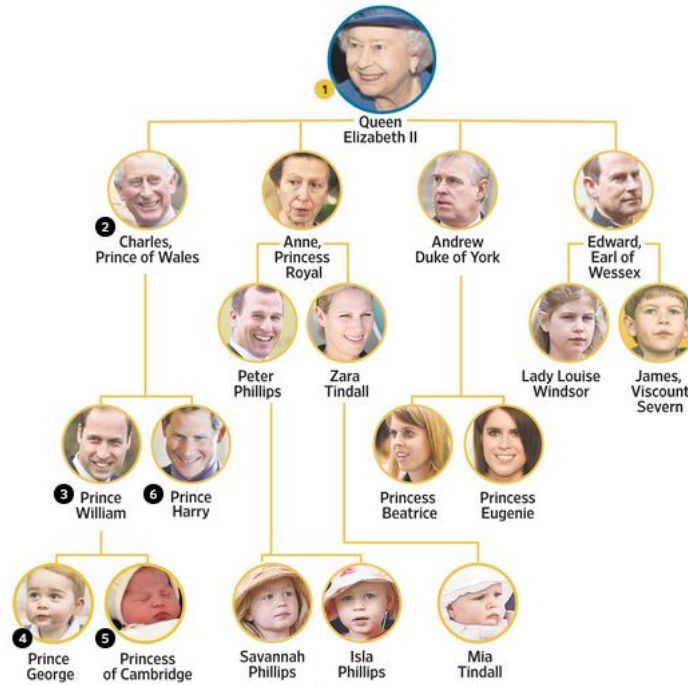 1
Queen
Elizabeth II
2
Charles,
Prince of Wales
Anne,
Princess
Royal
Andrew
Duke of York
Edward,
Earl of
Wessex
Peter
Phillips
Zara
Tindall
Lady Louise
Windsor
James,
Viscount
Severn
3
Prince
William
6
Prince
Harry
Princess
Beatrice
Princess
Eugenie
4
Prince
George
5
Princess
of Cambridge
Savannah
Phillips
Isla
Phillips
Mia
Tindall